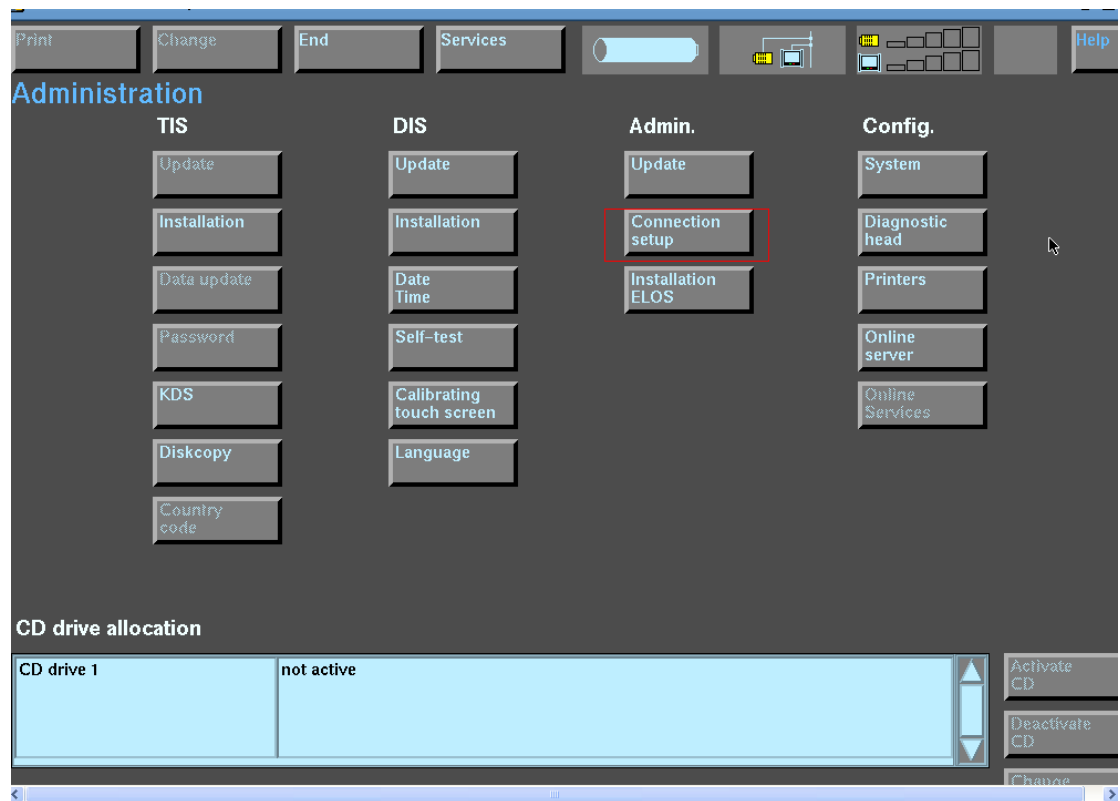 Print
Change
End
Services
Help
Administration
TIS
DIS
Admin.
Config.
Update
Update
Update
System
Installation
Installation
Connection
setup
Diagnostic
head
Data update
Date
Time
Installation
ELOS
Printers
Password
Self-test
Online
server
KDS
Calibrating
touch screen
Online
Services
Diskcopy
Language
Country
code
CD drive allocation
CD drive 1
not active
Activate
CD
Deactivate
CD
Change